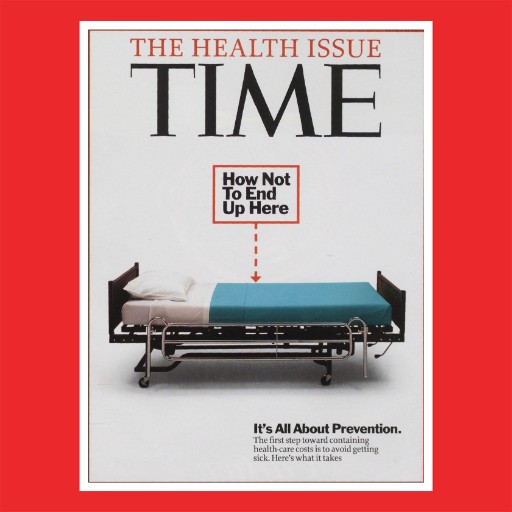 THE HEALTH ISSUE
TIME
How Not
To End
Up Here
It's All About Prevention.
The first step toward containing
health-care costs is to avoid getting
sick. Here's what it takes